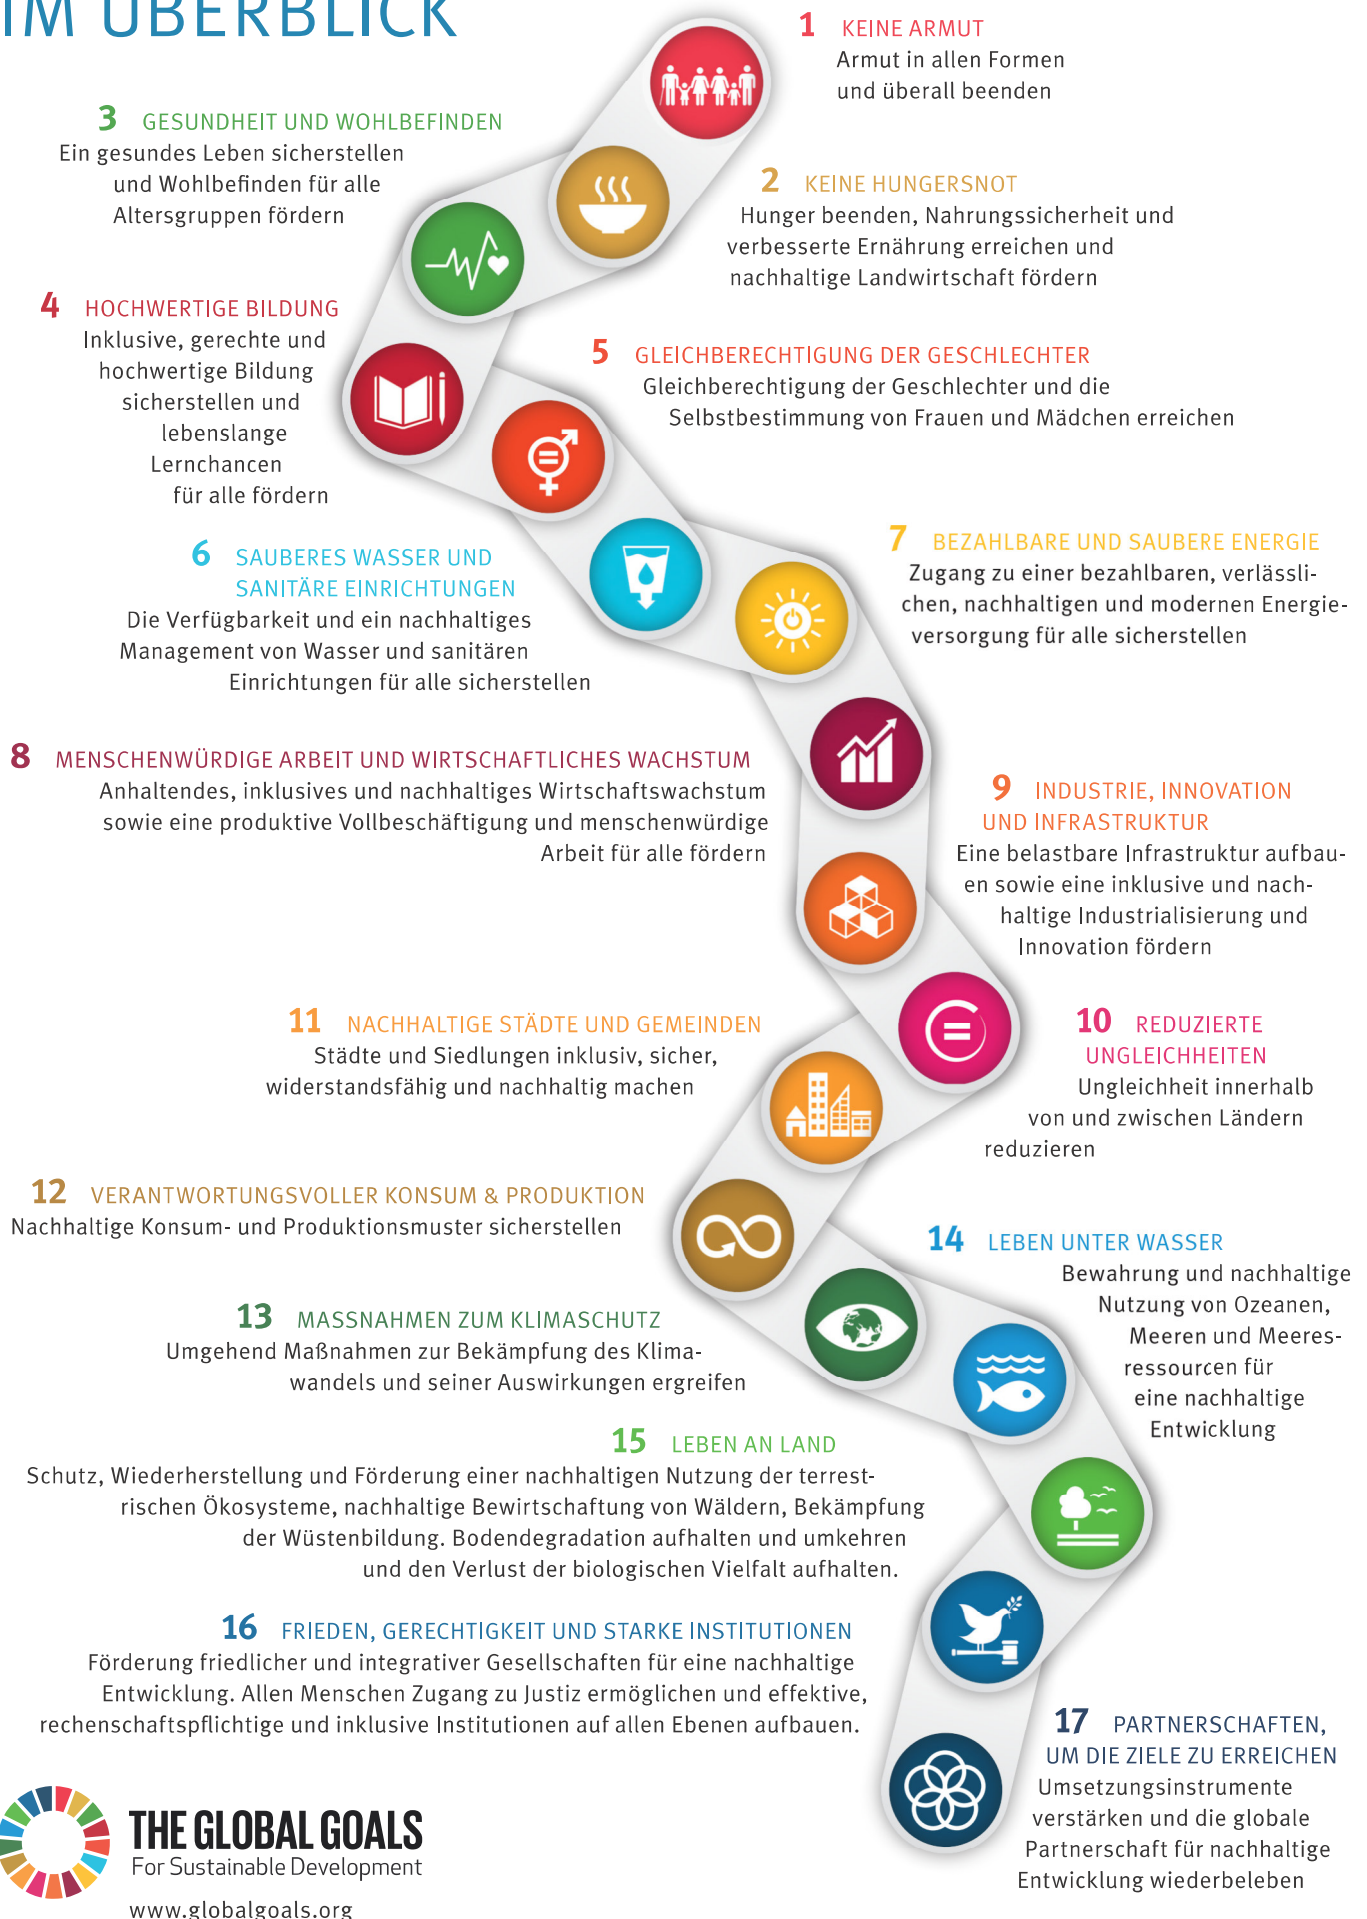 IM ÜBERBLICK
1 KEINE ARMUT
Armut in allen Formen
und überall beenden
2 KEINE HUNGERSNOT
Hunger beenden, Nahrungssicherheit und
verbesserte Ernährung erreichen und
nachhaltige Landwirtschaft fördern
3 GESUNDHEIT UND WOHLBEFINDEN
Ein gesundes Leben sicherstellen
und Wohlbefinden für alle
Altersgruppen fördern
4 HOCHWERTIGE BILDUNG
Inklusive, gerechte und
hochwertige Bildung
sicherstellen und
lebenslange
Lernchancen
für alle fördern
5 GLEICHBERECHTIGUNG DER GESCHLECHTER
Gleichberechtigung der Geschlechter und die
Selbstbestimmung von Frauen und Mädchen erreichen
6 SAUBERES WASSER UND
SANITÄRE EINRICHTUNGEN
Die Verfügbarkeit und ein nachhaltiges
Management von Wasser und sanitären
Einrichtungen für alle sicherstellen
7 BEZAHLBARE UND SAUBERE ENERGIE
Zugang zu einer bezahlbaren, verlässli-
chen, nachhaltigen und modernen Energie-
versorgung für alle sicherstellen
8 MENSCHENWÜRDIGE ARBEIT UND WIRTSCHAFTLICHES WACHSTUM
Anhaltendes, inklusives und nachhaltiges Wirtschaftswachstum
sowie eine produktive Vollbeschäftigung und menschenwürdige
Arbeit für alle fördern
9 INDUSTRIE, INNOVATION
UND INFRASTRUKTUR
Eine belastbare Infrastruktur aufbau-
en sowie eine inklusive und nach-
haltige Industrialisierung und
Innovation fördern
10 REDUZIERTE
UNGLEICHHEITEN
Ungleichheit innerhalb
von und zwischen Ländern
reduzieren
11 NACHHALTIGE STÄDTE UND GEMEINDEN
Städte und Siedlungen inklusiv, sicher,
widerstandsfähig und nachhaltig machen
12 VERANTWORTUNGSVOLLER KONSUM & PRODUKTION
Nachhaltige Konsum- und Produktionsmuster sicherstellen
13 MASSNAHMEN ZUM KLIMASCHUTZ
Umgehend Maßnahmen zur Bekämpfung des Klima-
wandels und seiner Auswirkungen ergreifen
14 LEBEN UNTER WASSER
Bewahrung und nachhaltige
Nutzung von Ozeanen,
Meeren und Meeres-
ressourcen für
eine nachhaltige
Entwicklung
15 LEBEN AN LAND
Schutz, Wiederherstellung und Förderung einer nachhaltigen Nutzung der terrest-
rischen Ökosysteme, nachhaltige Bewirtschaftung von Wäldern, Bekämpfung
der Wüstenbildung. Bodendegradation aufhalten und umkehren
und den Verlust der biologischen Vielfalt aufhalten.
16 FRIEDEN, GERECHTIGKEIT UND STARKE INSTITUTIONEN
Förderung friedlicher und integrativer Gesellschaften für eine nachhaltige
Entwicklung. Allen Menschen Zugang zu Justiz ermöglichen und effektive,
rechenschaftspflichtige und inklusive Institutionen auf allen Ebenen aufbauen.
17 PARTNERSCHAFTEN,
UM DIE ZIELE ZU ERREICHEN
Umsetzungsinstrumente
verstärken und die globale
Partnerschaft für nachhaltige
Entwicklung wiederbeleben
THE GLOBAL GOALS
For Sustainable Development
www.globalgoals.org